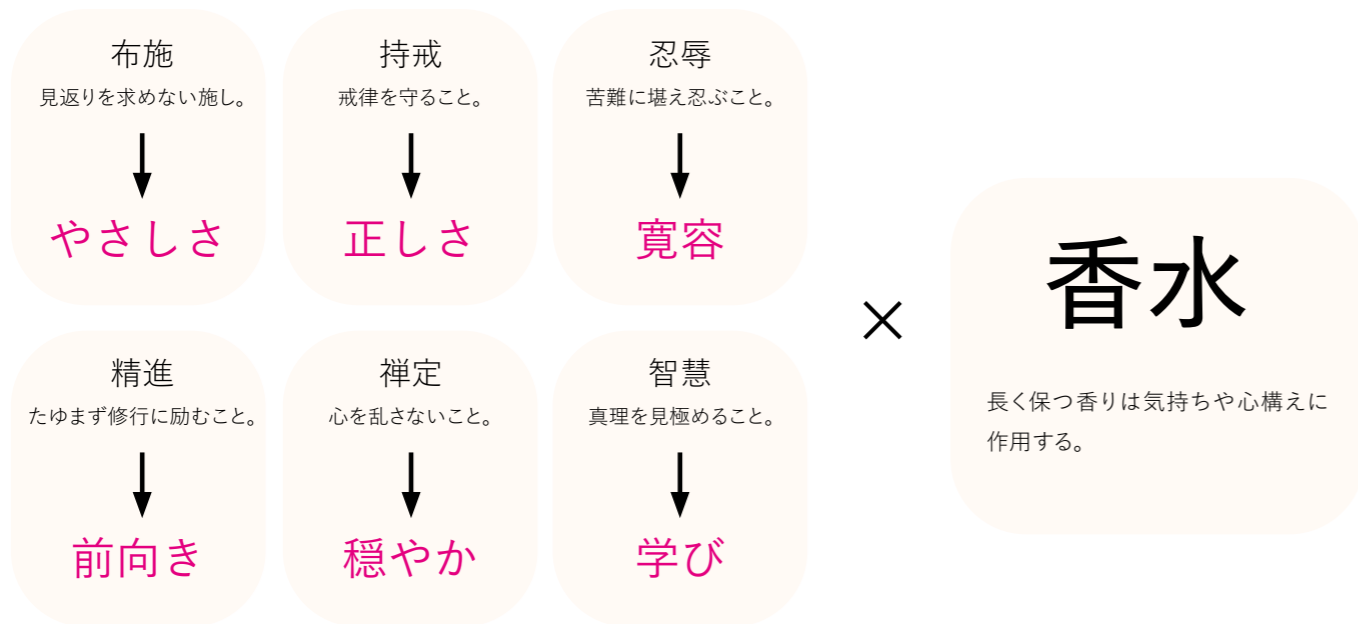 布施
見返りを求めない施し。
やさしさ
持戒
戒律を守ること。
正しさ
忍辱
苦難に堪え忍ぶこと。
寛容
精進
たゆまず修行に励むこと。
前向き
禅定
心を乱さないこと。
穏やか
智慧
真理を見極めること。
学び
×
香水
長く保つ香りは気持ちや心構えに
作用する。